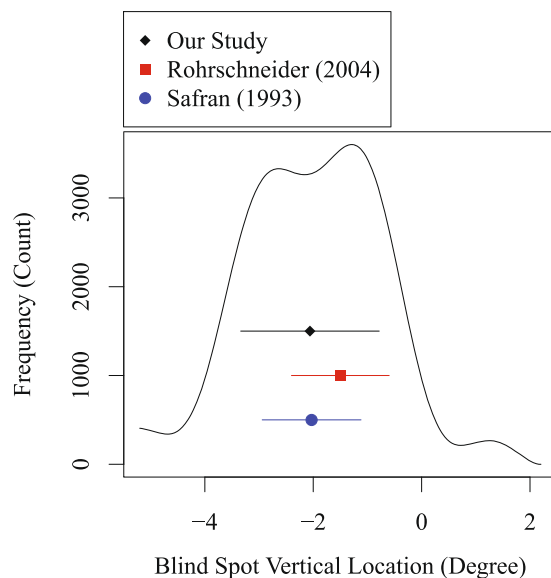 Our Study
Rohrschneider (2004)
Safran (1993)
Frequency (Count)
3000
2000
1000
0
−4
−2
0
2
Blind Spot Vertical Location (Degree)